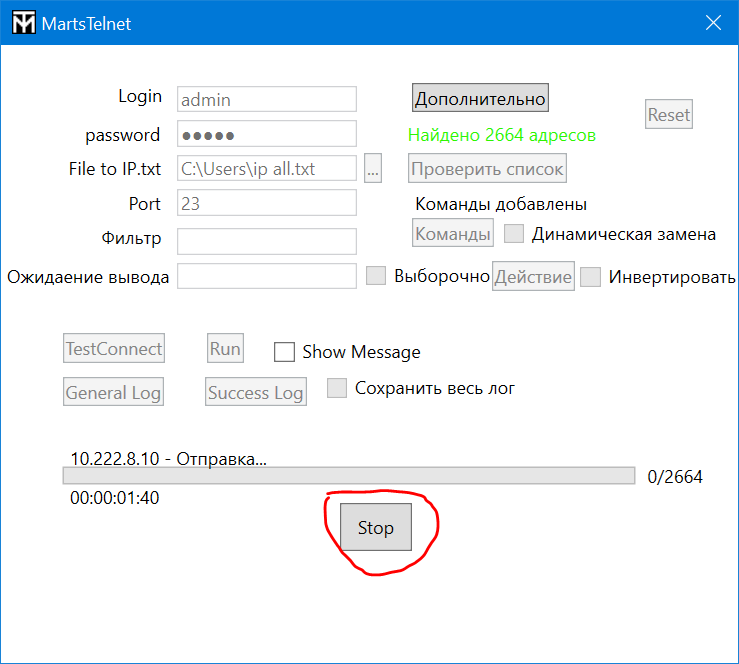 MartsTelnet
Login admin Дополнительно
Reset
password ●●●●● Найдено 2664 адресов
File to IP.txt C:\Users\ip all.txt ... Проверить список
Port 23 Команды добавлены
Фильтр Команды Динамическая замена
Ожидаение вывода Выборочно Действие Инвертировать
TestConnect Run Show Message
General Log Success Log Сохранить весь лог
10.222.8.10 - Отправка...
0/2664
00:00:01:40
Stop